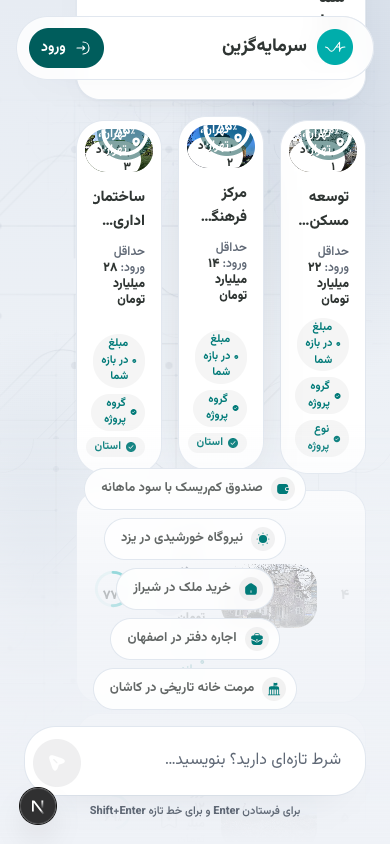 سرمایه‌گزین
ورود
توسعه
مسکن...
حداقل
ورود: ۲۲
میلیارد
تومان
مبلغ
در بازه
شما
گروه
پروژه
نوع
پروژه
مرکز
فرهنگ...
حداقل
ورود: ۱۴
میلیارد
تومان
مبلغ
در بازه
شما
گروه
پروژه
استان
ساختمان
اداری...
حداقل
ورود: ۲۸
میلیارد
تومان
مبلغ
در بازه
شما
گروه
پروژه
استان
صندوق کم‌ریسک با سود ماهانه
نیروگاه خورشیدی در یزد
خرید ملک در شیراز
اجاره دفتر در اصفهان
مرمت خانه تاریخی در کاشان
۴
شرط تازه‌ای دارید؟ بنویسید...
برای فرستادن Enter و برای خط تازه Shift+Enter
N